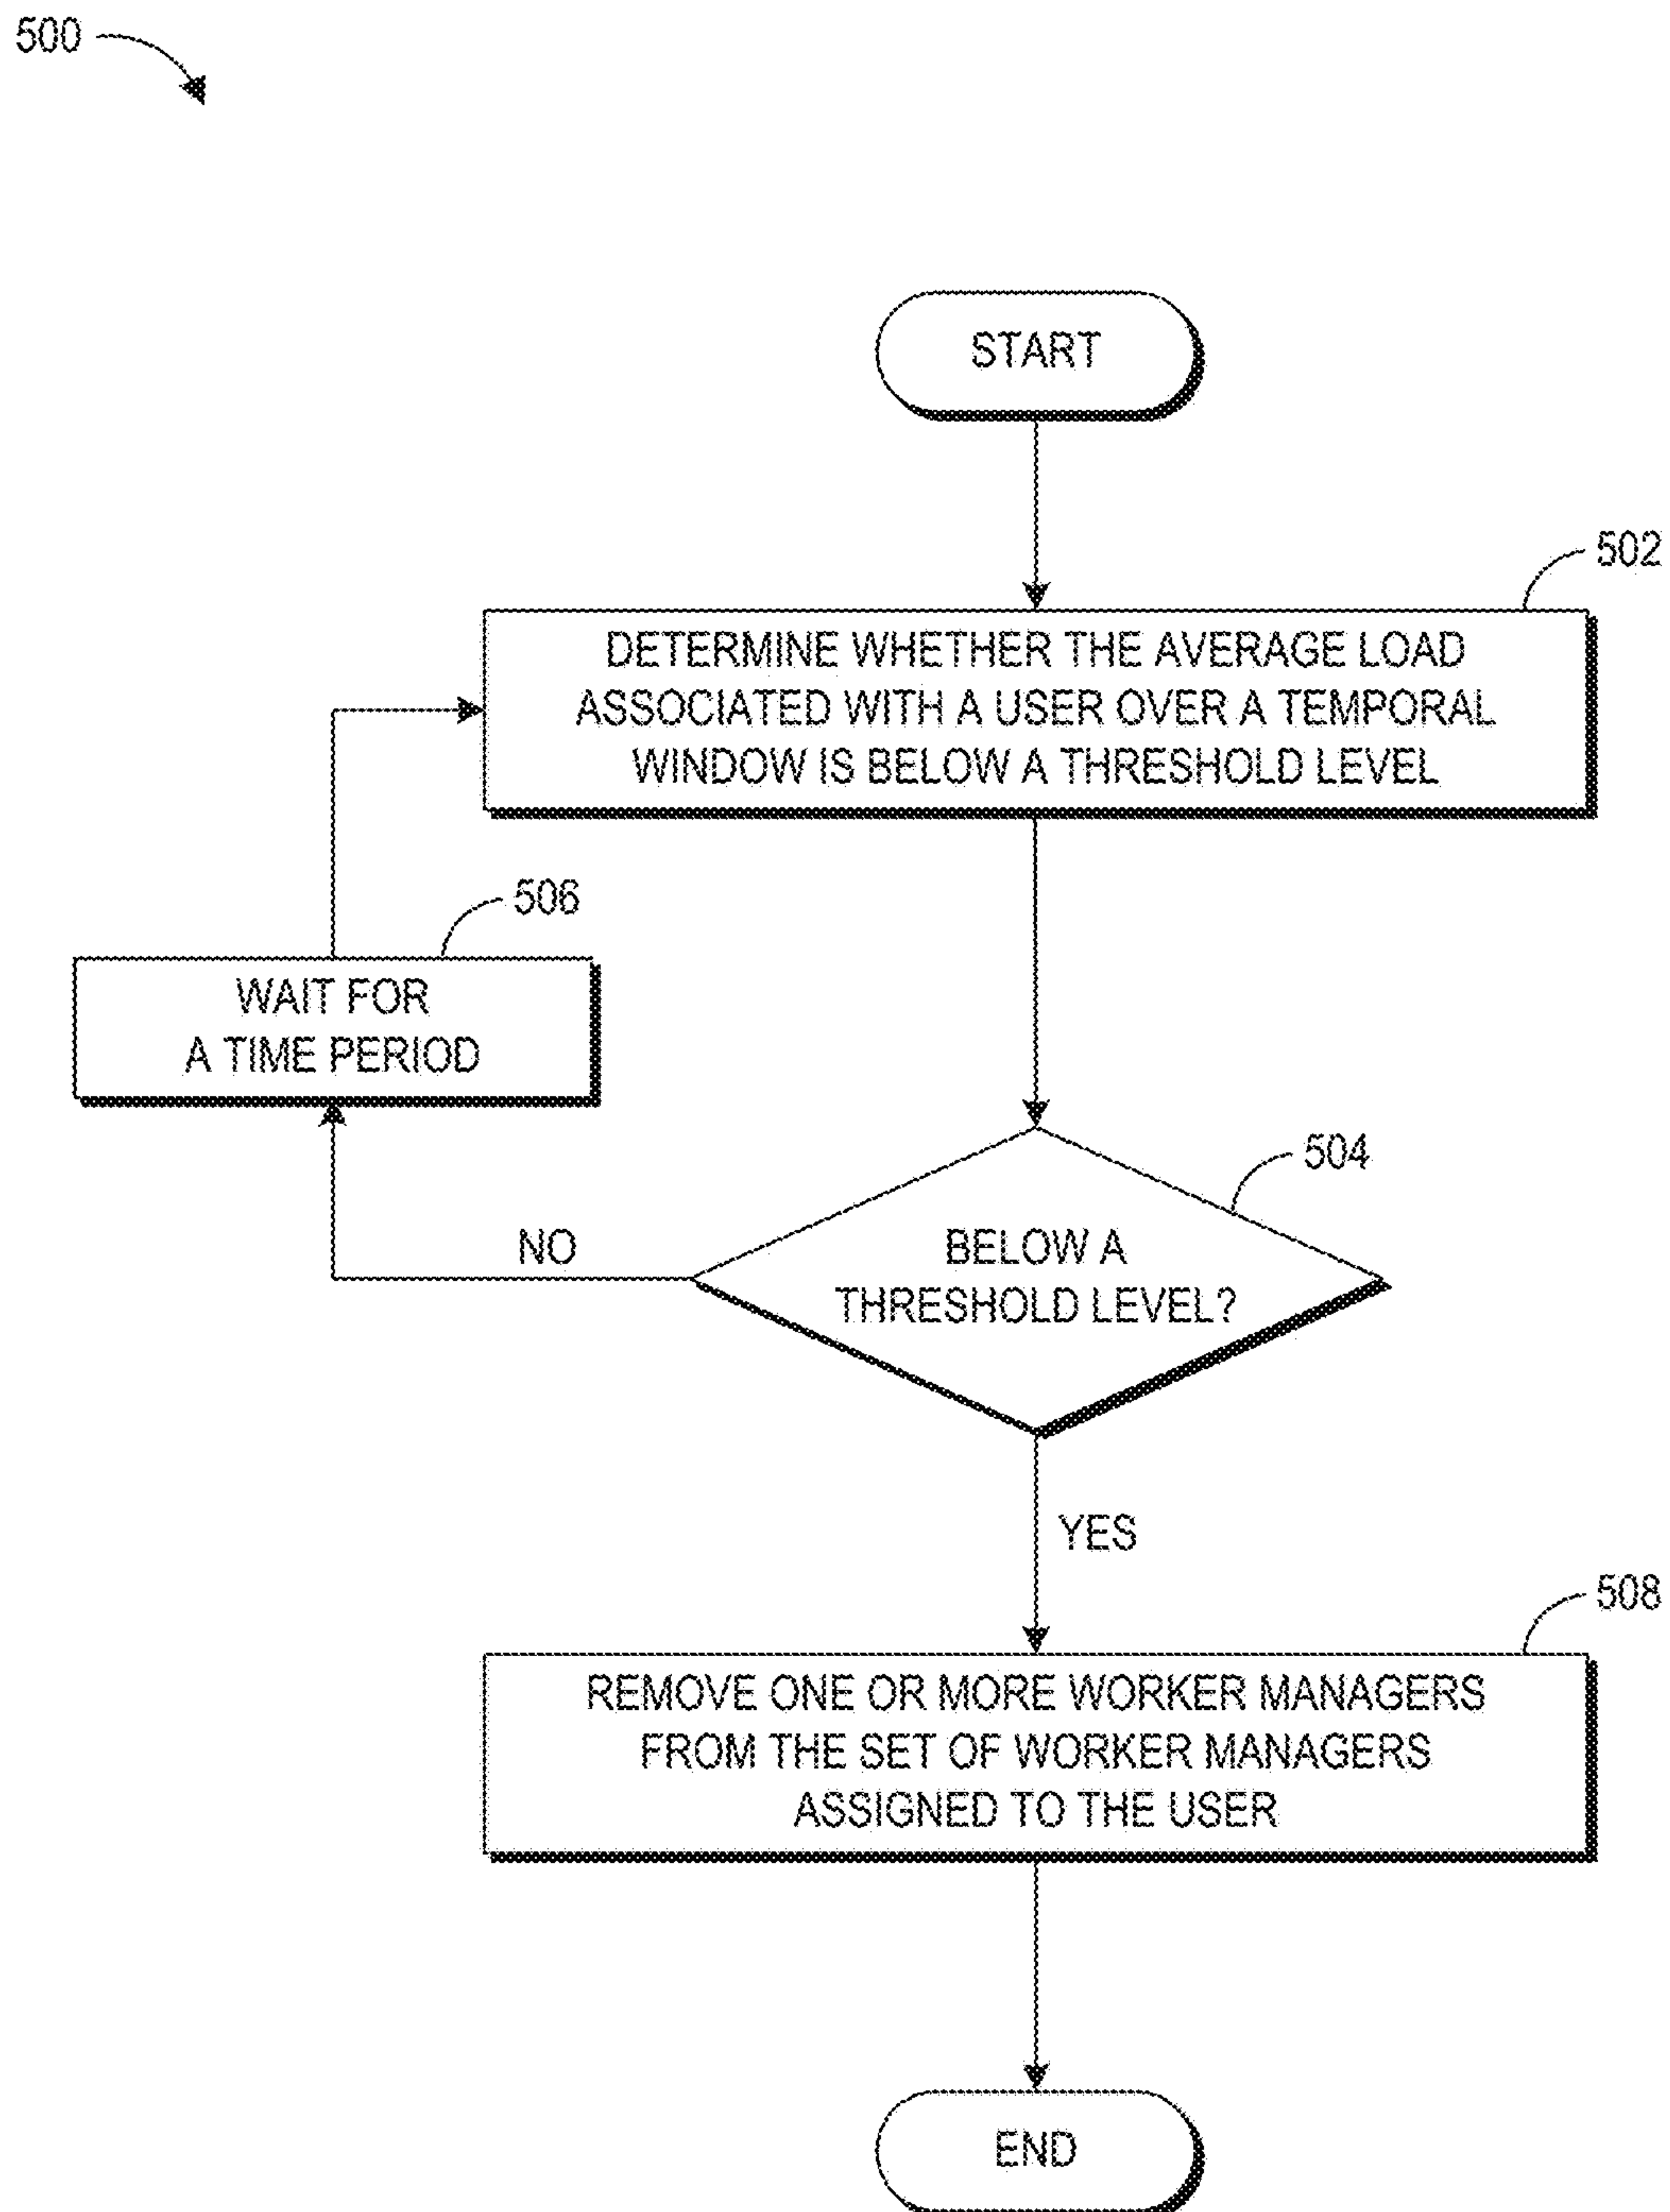 500
START
502
DETERMINE WHETHER THE AVERAGE LOAD
ASSOCIATED WITH A USER OVER A TEMPORAL
WINDOW IS BELOW A THRESHOLD LEVEL
506
WAIT FOR
A TIME PERIOD
504
BELOW A
THRESHOLD LEVEL?
NO
YES
508
REMOVE ONE OR MORE WORKER MANAGERS
FROM THE SET OF WORKER MANAGERS
ASSIGNED TO THE USER
END